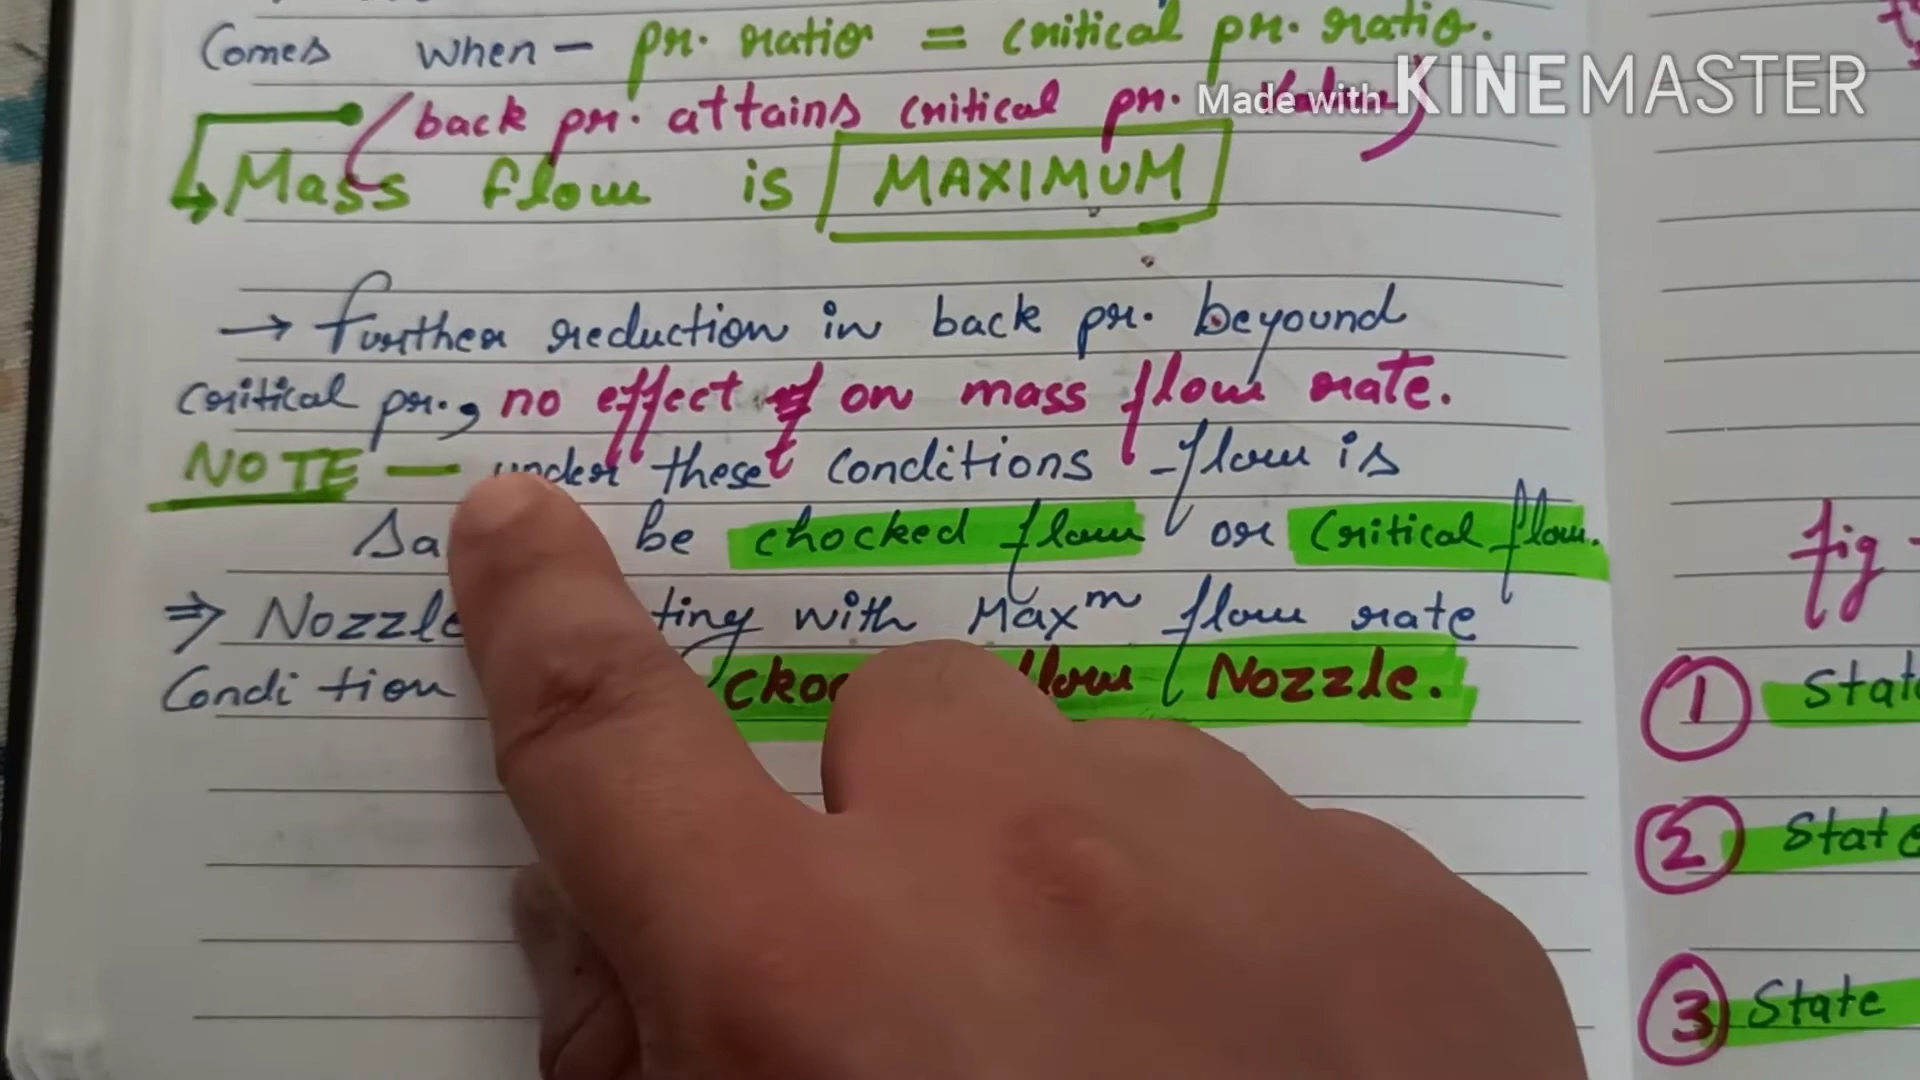 Comes when — pr. ratio = critical pr. ratio.
(back pr. attains critical pr.
Made with KINEMASTER
Mass flow is MAXIMUM
→ further reduction in back pr. beyound
critical pr., no effect on mass flow rate.
NOTE — under these conditions flow is
be chocked flow or critical flow.
⇒ Nozzle with Maxᵐ flow rate
Condition flow Nozzle.
fig -
1 State
2 State
3 State